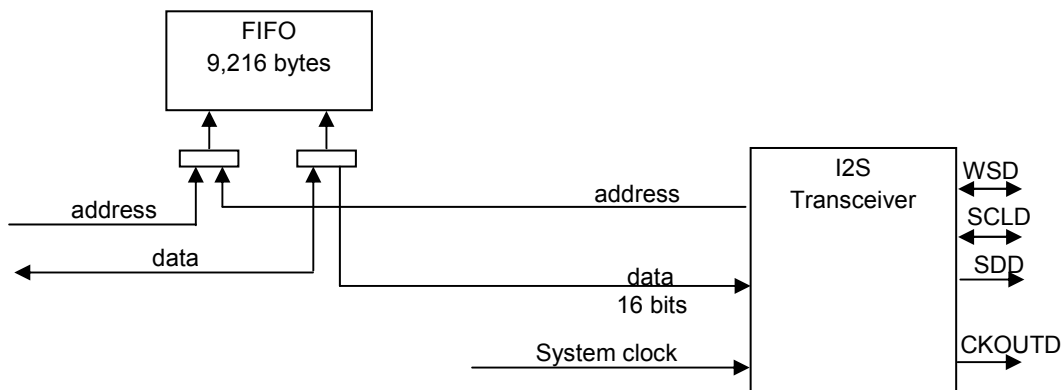 FIFO
9,216 bytes
I2S
Transceiver
WSD
address
address
SCLD
data
SDD
data
16 bits
System clock
CKOUTD